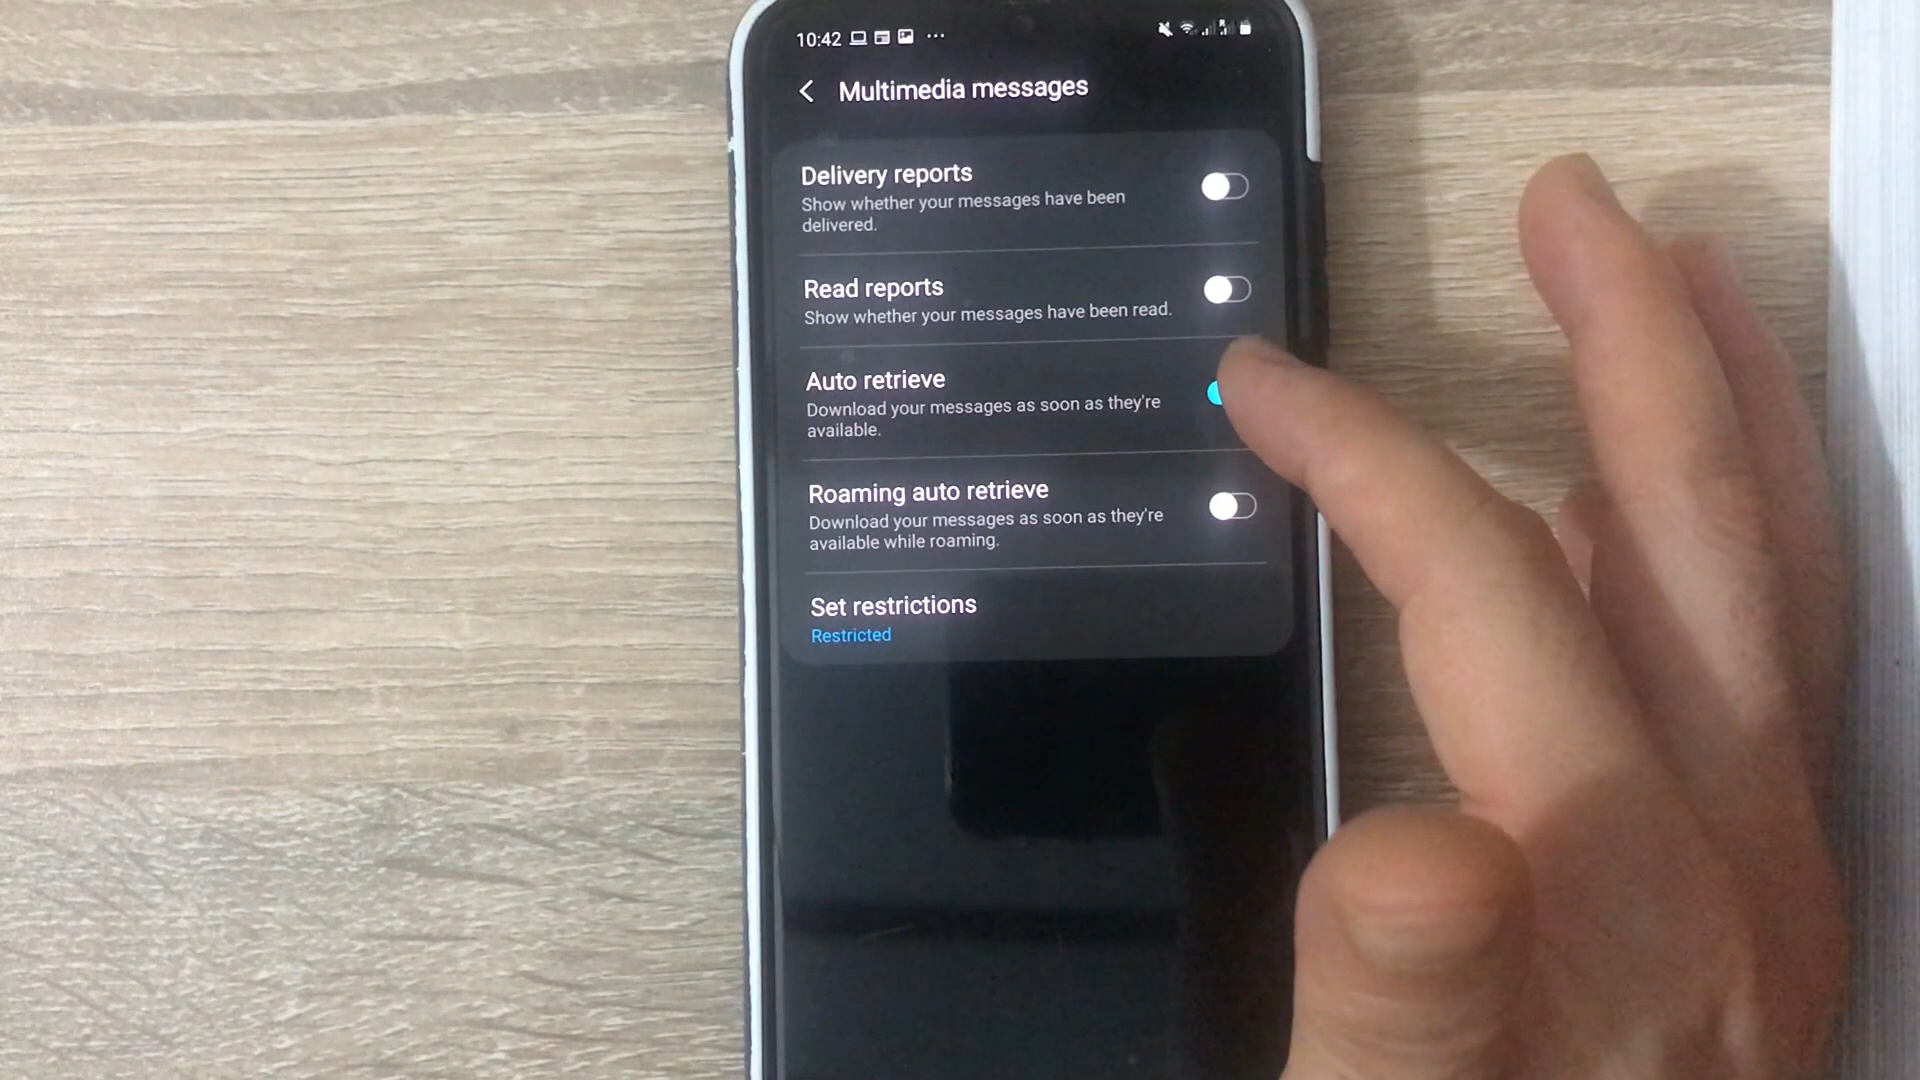 10:42
Multimedia messages
Delivery reports
Show whether your messages have been
delivered.
Read reports
Show whether your messages have been read.
Auto retrieve
Download your messages as soon as they're
available.
Roaming auto retrieve
Download your messages as soon as they're
available while roaming.
Set restrictions
Restricted